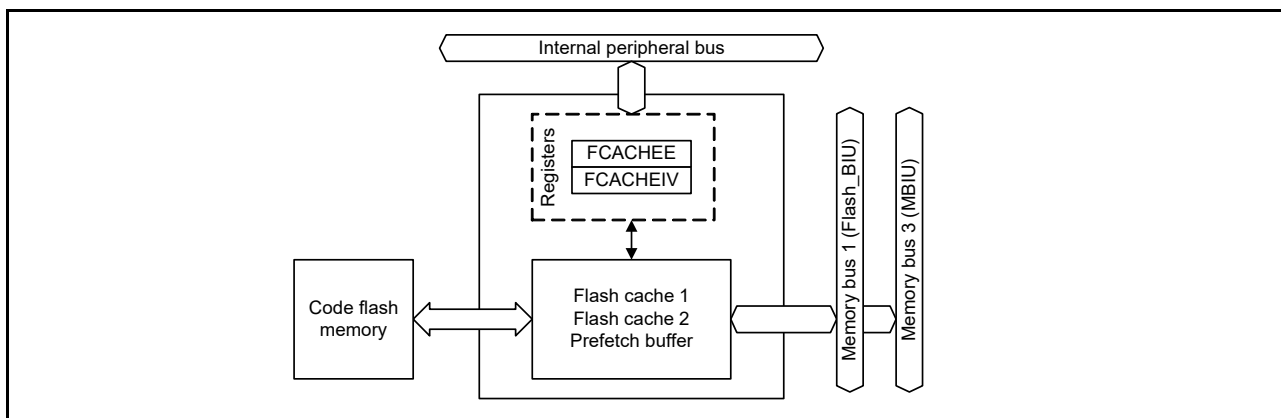 Internal peripheral bus
Registers
FCACHEE
FCACHEIV
Code flash
memory
Flash cache 1
Flash cache 2
Prefetch buffer
Memory bus 1 (Flash_BIU)
Memory bus 3 (MBIU)